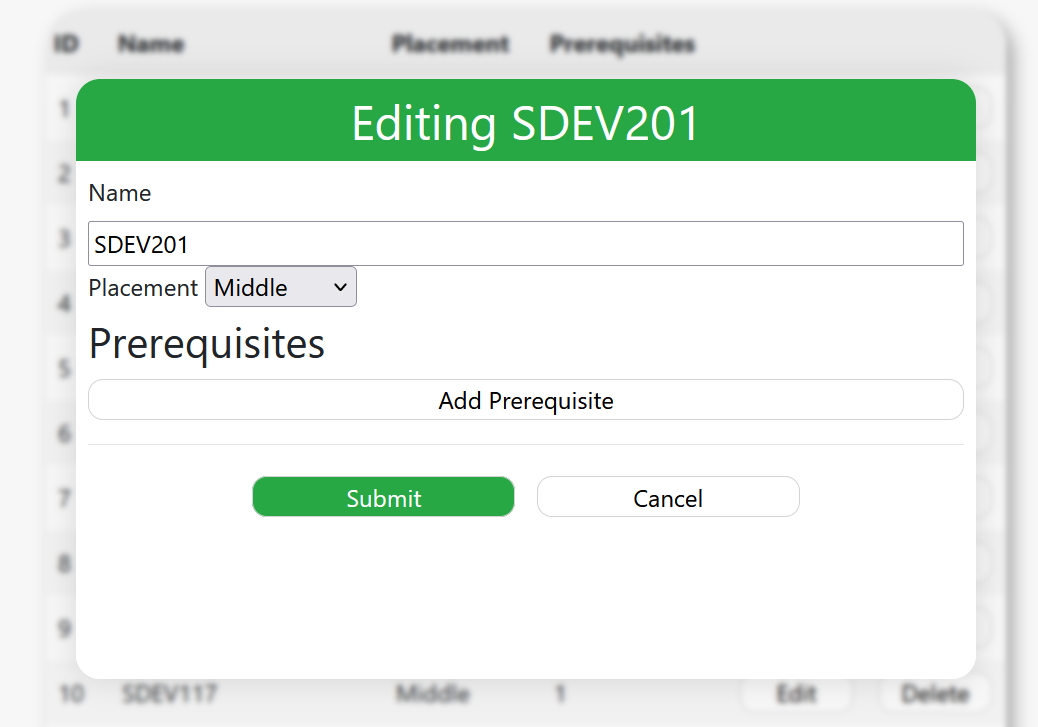 ID Name Placement Prerequisites
1
Editing SDEV201
2
Name
3
SDEV201
4
Placement Middle
Prerequisites
5
Add Prerequisite
6
7
Submit Cancel
8
9
10 SDEV117 Middle 1 Edit Delete